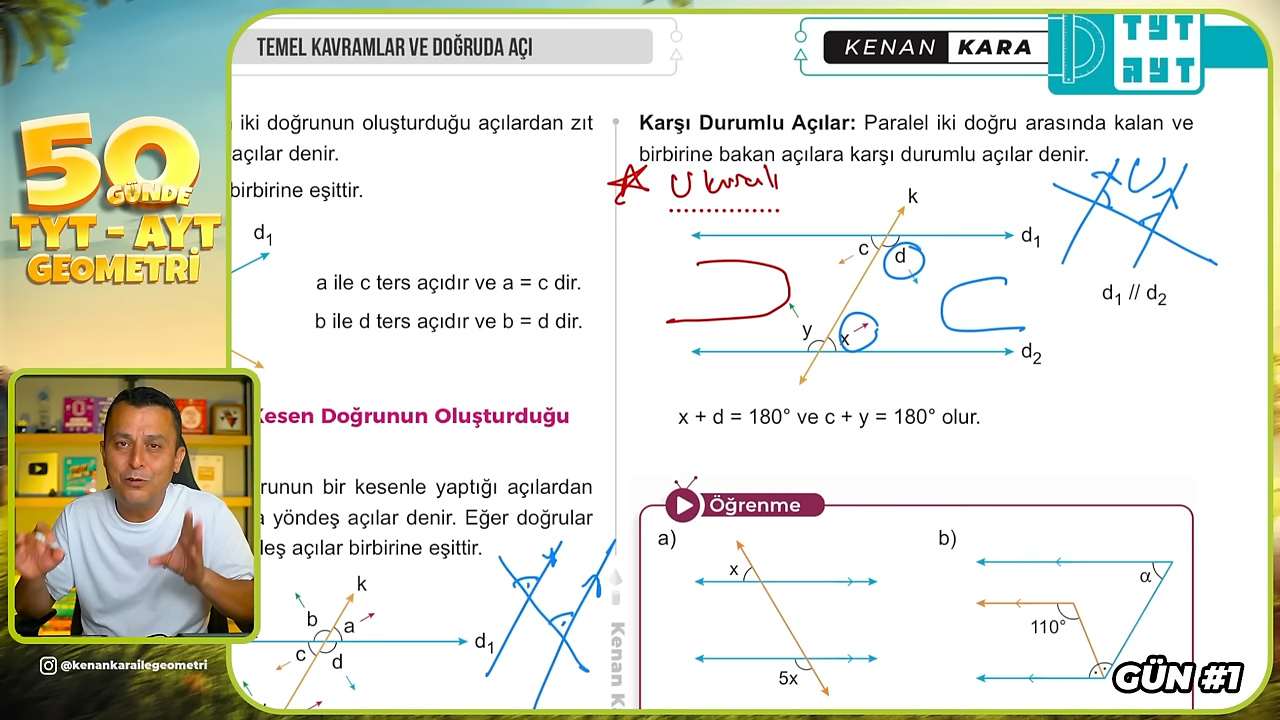 TEMEL KAVRAMLAR VE DOĞRUDA AÇI
KENAN KARA
TYT
AYT
50
GÜNDE
TYT - AYT
GEOMETRİ
iki doğrunun oluşturduğu açılardan zıt
açılar denir.
birbirine eşittir.
d1
a ile c ters açıdır ve a = c dir.
b ile d ters açıdır ve b = d dir.
Kesen Doğrunun Oluşturduğu
bir kesenle yaptığı açılardan
yöndeş açılar denir. Eğer doğrular
açılar birbirine eşittir.
k
b
a
c
d
d1
Karşı Durumlu Açılar: Paralel iki doğru arasında kalan ve
birbirine bakan açılara karşı durumlu açılar denir.
U kuralı
k
d1
c
d
d1 // d2
y
x
d2
x + d = 180° ve c + y = 180° olur.
Öğrenme
a)
x
5x
b)
α
110°
@kenankarailegeometri
GÜN #1